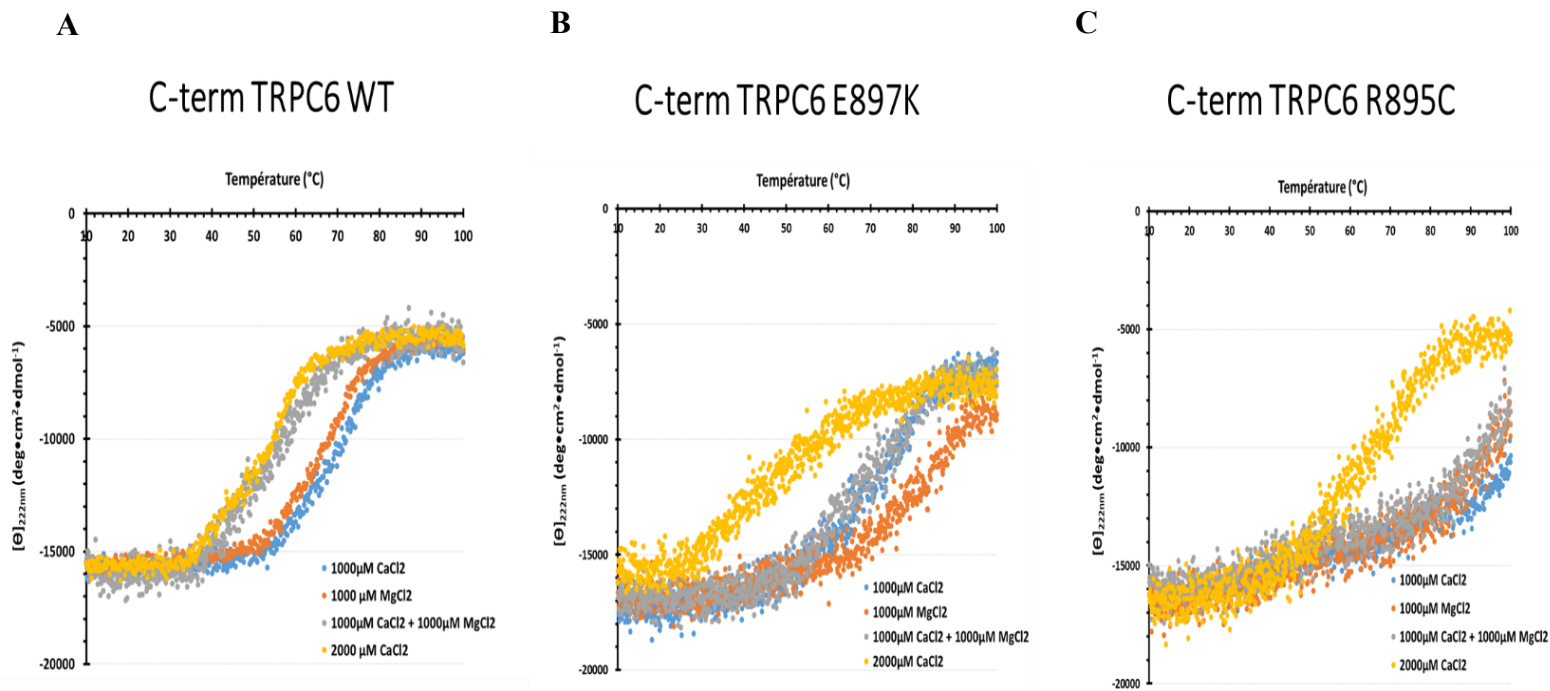 A
C-term TRPC6 WT
Température (°C)
0
10 20 30 40 50 60 70 80 90 100
-5000
-10000
-15000
-20000
[Θ]222nm (deg•cm²•dmol⁻¹)
1000µM CaCl2
1000 µM MgCl2
1000µM CaCl2 + 1000µM MgCl2
2000 µM CaCl2
B
C-term TRPC6 E897K
Température (°C)
0
10 20 30 40 50 60 70 80 90 100
-5000
-10000
-15000
-20000
[Θ]222nm (deg•cm²•dmol⁻¹)
1000µM CaCl2
1000µM MgCl2
1000µM CaCl2 + 1000µM MgCl2
2000µM CaCl2
C
C-term TRPC6 R895C
Température (°C)
0
10 20 30 40 50 60 70 80 90 100
-5000
-10000
-15000
-20000
[Θ]222nm (deg•cm²•dmol⁻¹)
1000µM CaCl2
1000µM MgCl2
1000µM CaCl2 + 1000µM MgCl2
2000µM CaCl2